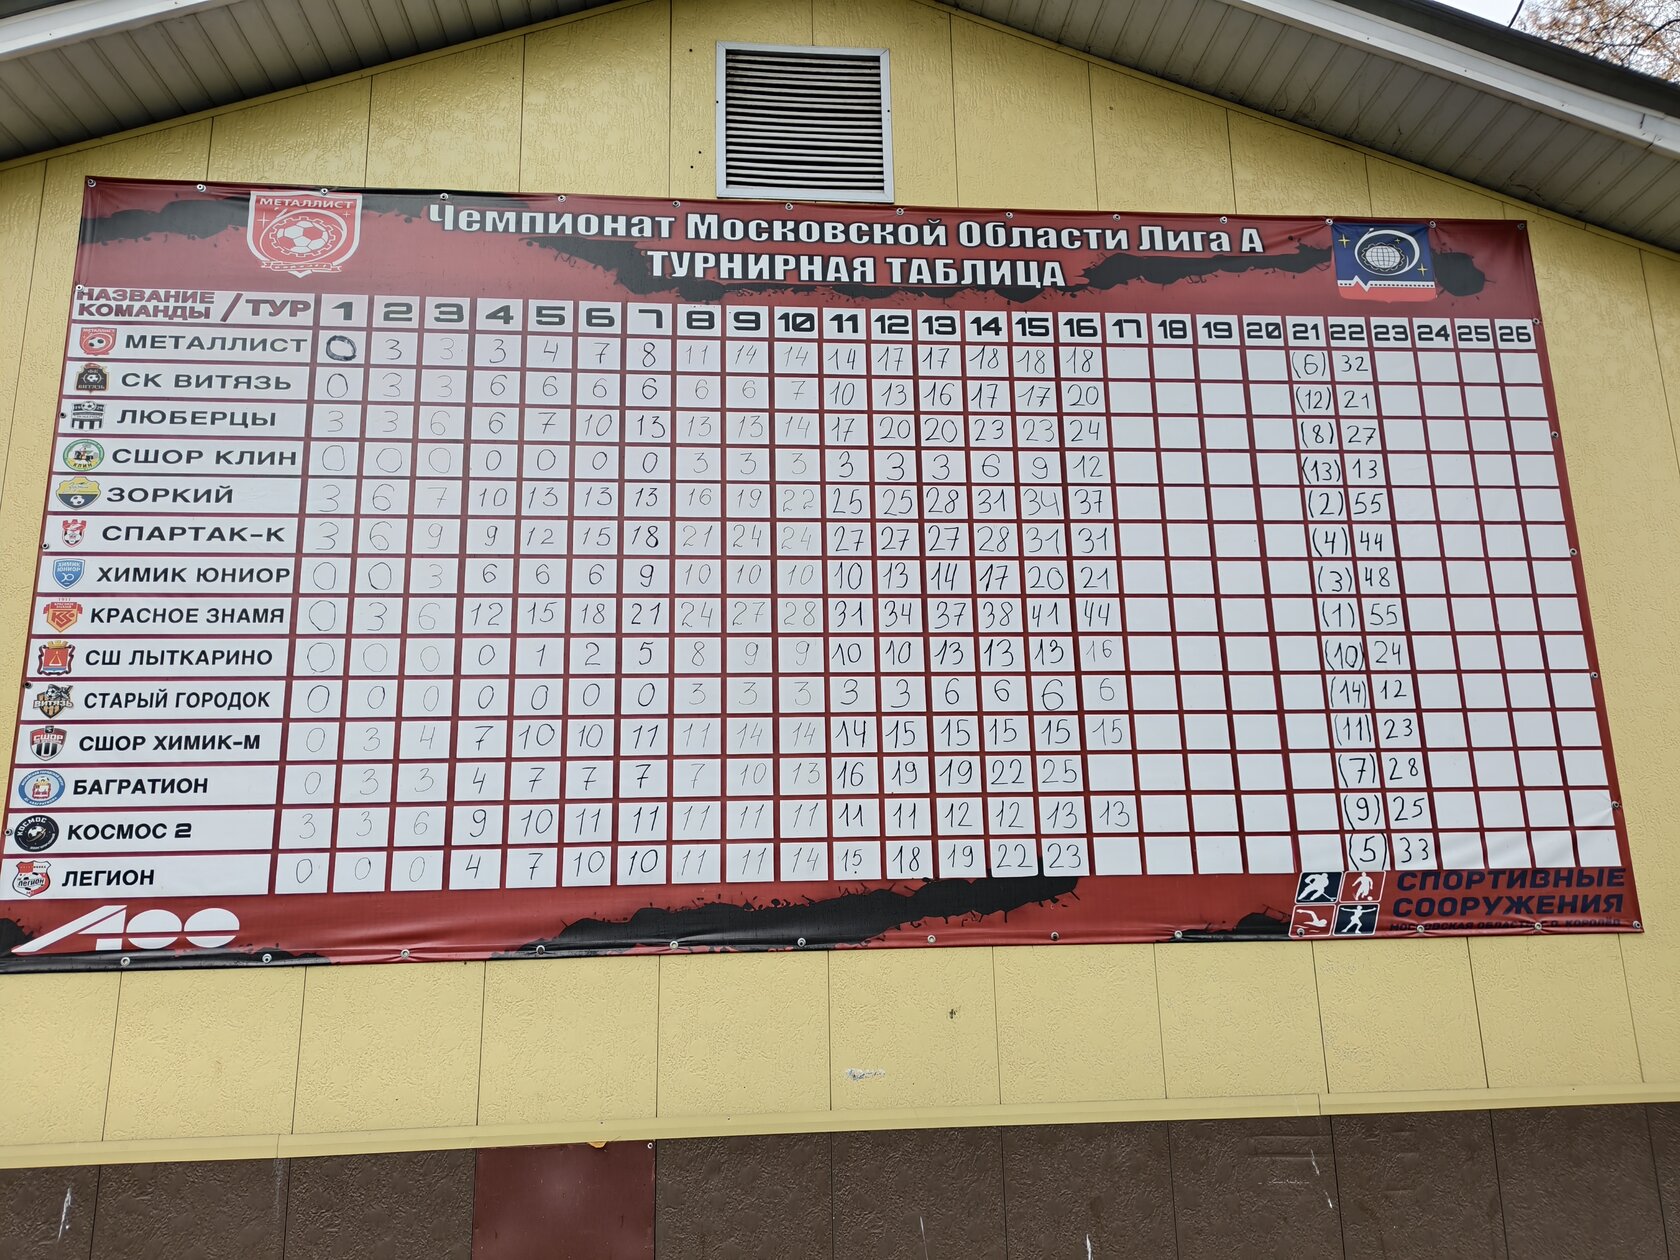 МЕТАЛЛИСТ
Чемпионат Московской Области Лига А
ТУРНИРНАЯ ТАБЛИЦА
НАЗВАНИЕ КОМАНДЫ / ТУР 1 2 3 4 5 6 7 8 9 10 11 12 13 14 15 16 17 18 19 20 21 22 23 24 25 26
МЕТАЛЛИСТ 0 3 3 3 4 7 8 11 14 14 14 17 17 18 18 18 (6) 32
СК ВИТЯЗЬ 0 3 3 6 6 6 6 6 6 7 10 13 16 17 17 20 (12) 21
ЛЮБЕРЦЫ 3 3 6 6 7 10 13 13 13 14 17 20 20 23 23 24 (8) 27
СШОР КЛИН 0 0 0 0 0 0 0 3 3 3 3 3 3 6 9 12 (13) 13
ЗОРКИЙ 3 6 7 10 13 13 13 16 19 22 25 25 28 31 34 37 (2) 55
СПАРТАК-К 3 6 9 9 12 15 18 21 24 24 27 27 27 28 31 31 (4) 44
ХИМИК ЮНИОР 0 0 3 6 6 6 9 10 10 10 10 13 14 17 20 21 (3) 48
КРАСНОЕ ЗНАМЯ 0 3 6 12 15 18 21 24 27 28 31 34 37 38 41 44 (1) 55
СШ ЛЫТКАРИНО 0 0 0 0 1 2 5 8 9 9 10 10 13 13 13 16 (10) 24
СТАРЫЙ ГОРОДОК 0 0 0 0 0 0 0 3 3 3 3 3 6 6 6 6 (14) 12
СШОР ХИМИК-М 0 3 4 7 10 10 11 11 14 14 14 15 15 15 15 15 (11) 23
БАГРАТИОН 0 3 3 4 7 7 7 7 10 13 16 19 19 22 25 (7) 28
КОСМОС 2 3 3 6 9 10 11 11 11 11 11 11 11 12 12 13 13 (9) 25
ЛЕГИОН 0 0 0 4 7 10 10 11 11 14 15 18 19 22 23 (5) 33
СПОРТИВНЫЕ
СООРУЖЕНИЯ
МОСКОВСКАЯ ОБЛАСТЬ, Г.О. КОРОЛЁВ